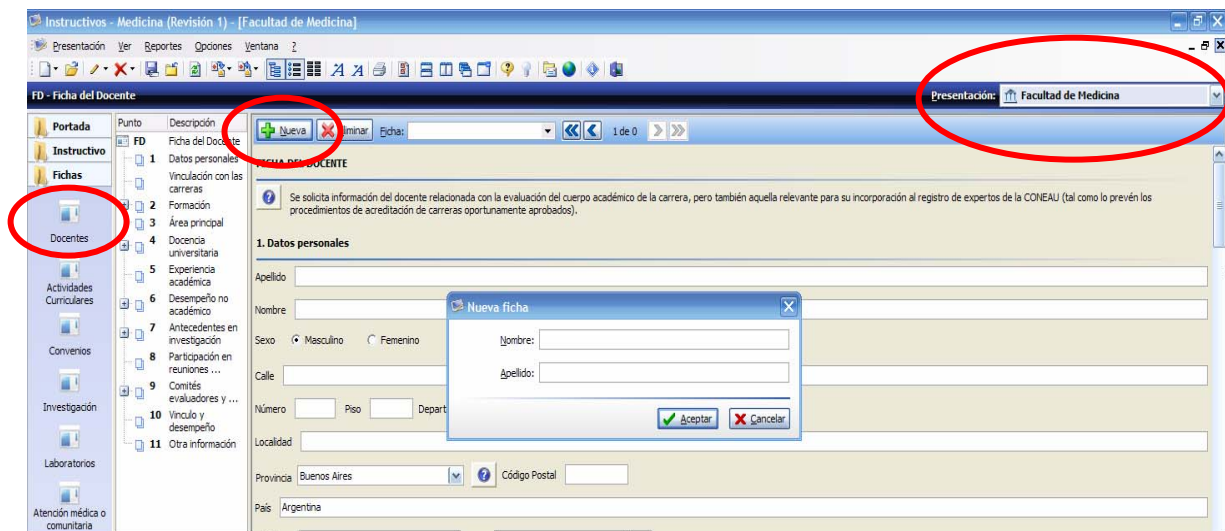 Instructivos - Medicina (Revisión 1) - [Facultad de Medicina]
Presentación Ver Reportes Opciones Ventana ?
FD - Ficha del Docente
Presentación: Facultad de Medicina
Portada
Instructivo
Fichas
Docentes
Actividades
Curriculares
Convenios
Investigación
Laboratorios
Atención médica o
comunitaria
Punto Descripción
FD Ficha del Docente
1 Datos personales
Vinculación con las
carreras
2 Formación
3 Área principal
4 Docencia
universitaria
5 Experiencia
académica
6 Desempeño no
académico
7 Antecedentes en
investigación
8 Participación en
reuniones ...
9 Comités
evaluadores y ...
10 Vinculo y
desempeño
11 Otra información
Nueva Eliminar Ficha: 1 de 0
FICHA DEL DOCENTE
Se solicita información del docente relacionada con la evaluación del cuerpo académico de la carrera, pero también aquella relevante para su incorporación al registro de expertos de la CONEAU (tal como lo prevén los
procedimientos de acreditación de carreras oportunamente aprobados).
1. Datos personales
Apellido
Nombre
Sexo Masculino Femenino
Calle
Número Piso Depart
Localidad
Provincia Buenos Aires Código Postal
País Argentina
Nueva ficha
Nombre:
Apellido:
Aceptar Cancelar